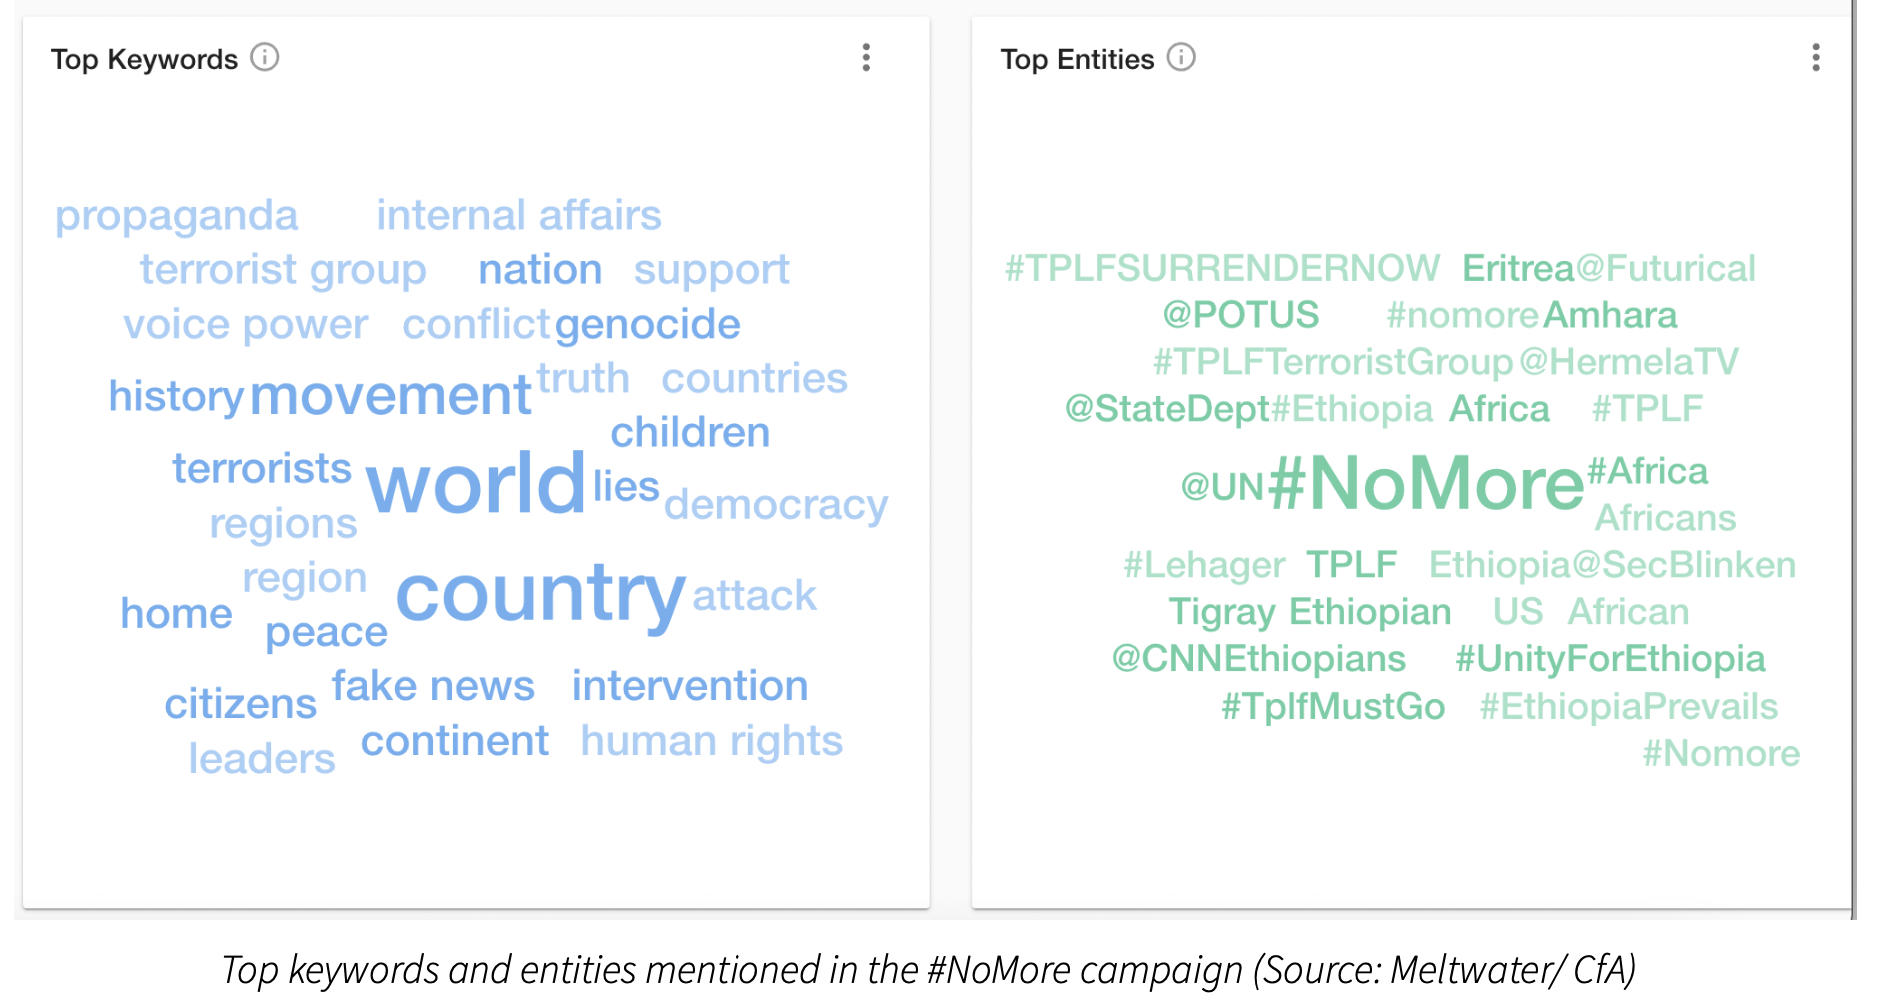 Top Keywords
propaganda internal affairs
terrorist group nation support
voice power conflict genocide
history movement truth countries
children
terrorists world lies democracy
regions
region country attack
home peace
citizens fake news intervention
leaders continent human rights
Top Entities
#TPLFSURRENDERNOW Eritrea @Futurical
@POTUS #nomore Amhara
#TPLFTerroristGroup @HermelaTV
@StateDept #Ethiopia Africa #TPLF
@UN #NoMore #Africa
Africans
#Lehager TPLF Ethiopia @SecBlinken
Tigray Ethiopian US African
@CNN Ethiopians #UnityForEthiopia
#TplfMustGo #EthiopiaPrevails
#Nomore
Top keywords and entities mentioned in the #NoMore campaign (Source: Meltwater/ CfA)